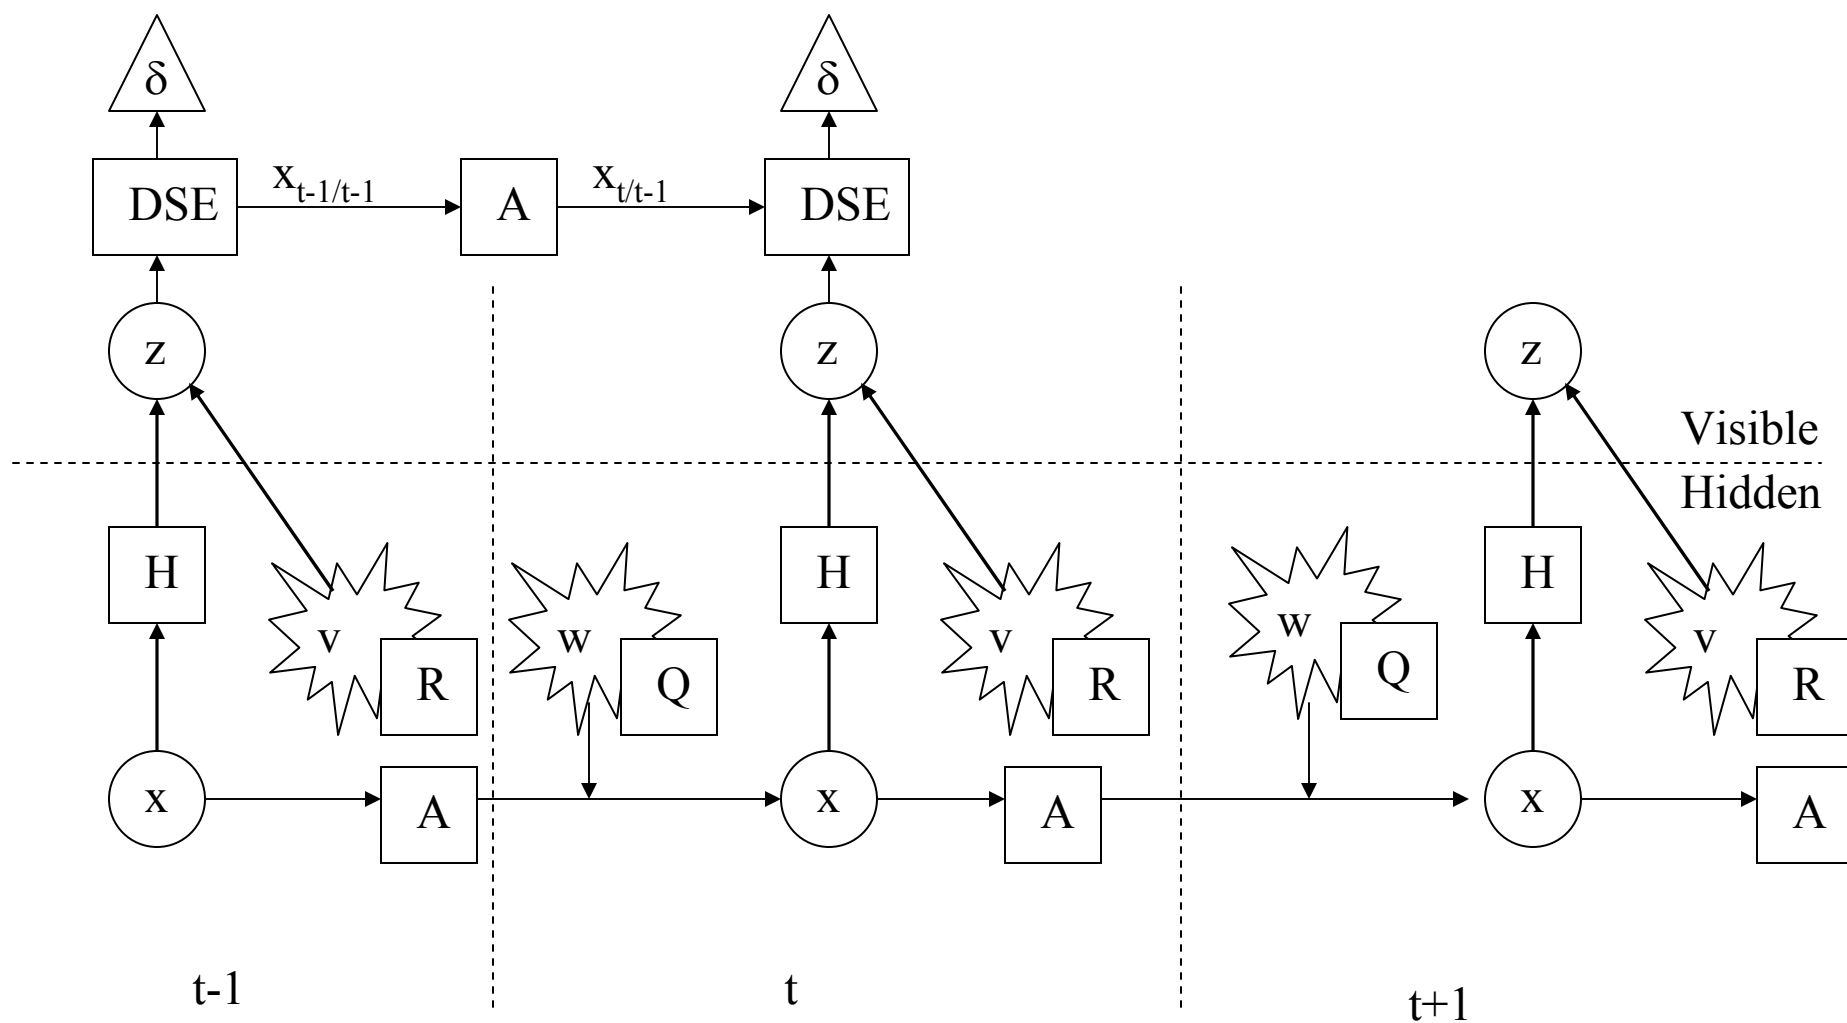 δ δ
DSE x_{t-1/t-1} A x_{t/t-1} DSE
z z z
Visible
Hidden
H H H
v w v w v
R Q R Q R
x A x A x A
t-1 t t+1